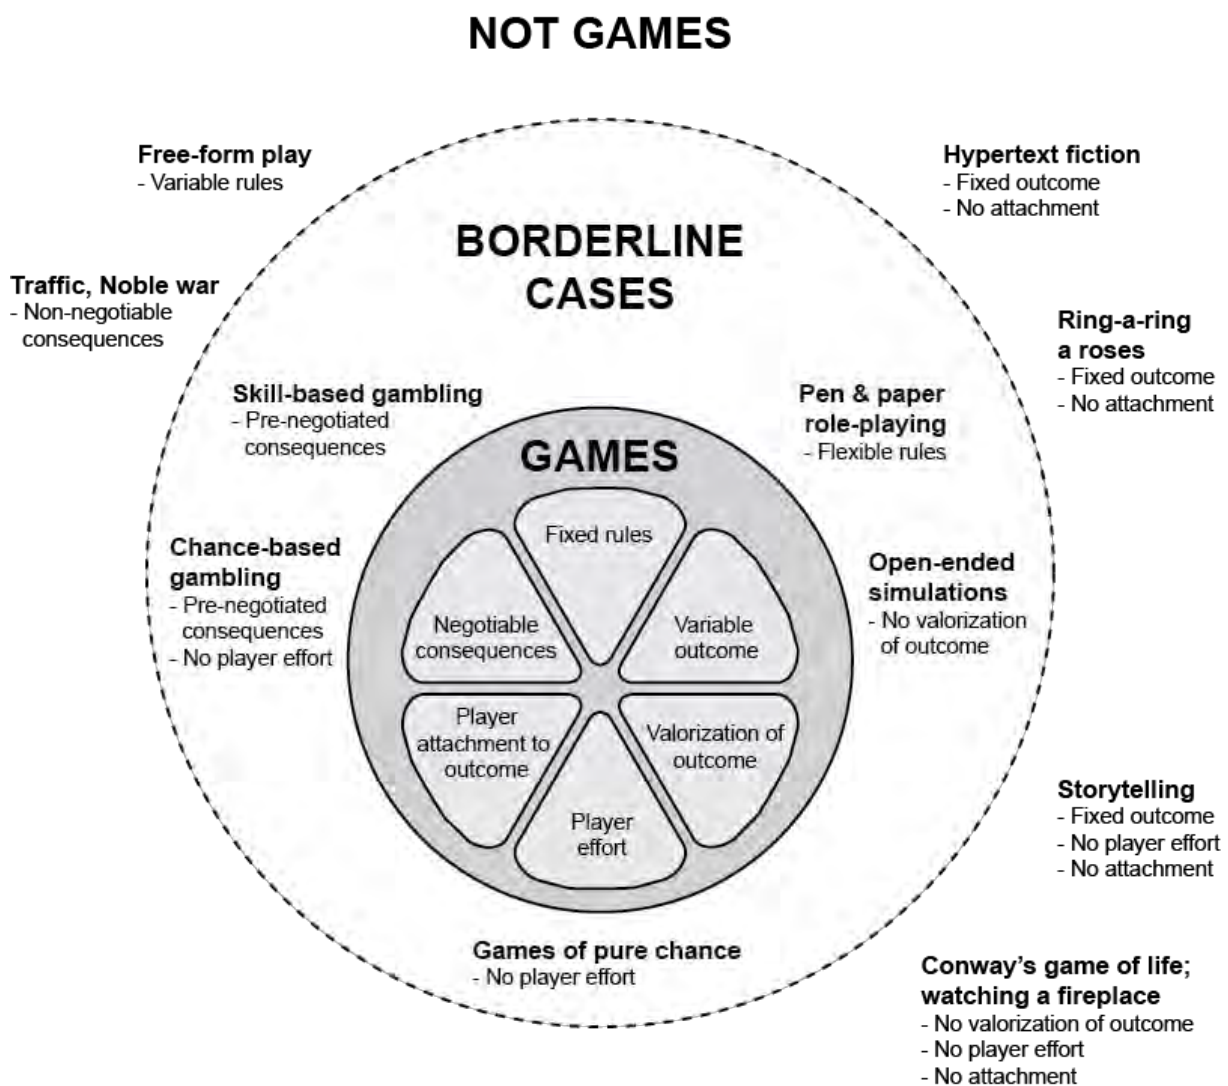 NOT GAMES
Free-form play
- Variable rules
Hypertext fiction
- Fixed outcome
- No attachment
BORDERLINE
CASES
Traffic, Noble war
- Non-negotiable
consequences
Ring-a-ring
a roses
- Fixed outcome
- No attachment
Skill-based gambling
- Pre-negotiated
consequences
Pen & paper
role-playing
- Flexible rules
GAMES
Fixed rules
Chance-based
gambling
- Pre-negotiated
consequences
- No player effort
Negotiable
consequences
Variable
outcome
Open-ended
simulations
- No valorization
of outcome
Player
attachment to
outcome
Valorization of
outcome
Player
effort
Storytelling
- Fixed outcome
- No player effort
- No attachment
Games of pure chance
- No player effort
Conway’s game of life;
watching a fireplace
- No valorization of outcome
- No player effort
- No attachment